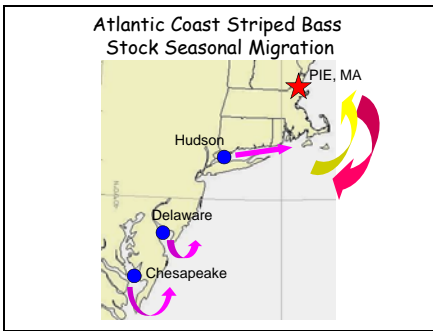 Atlantic Coast Striped Bass
Stock Seasonal Migration
PIE, MA
Hudson
Delaware
Chesapeake